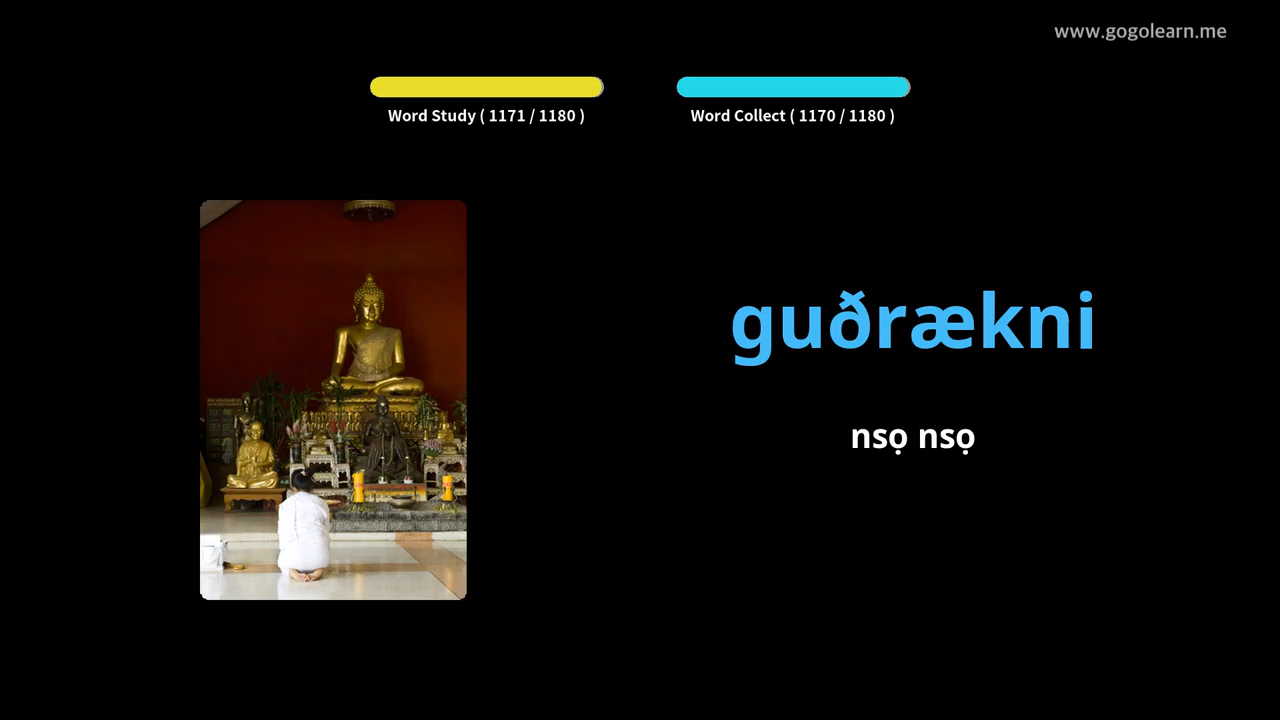 www.gogolearn.me
Word Study ( 1171 / 1180 )
Word Collect ( 1170 / 1180 )
guðrækni
nsọ nsọ